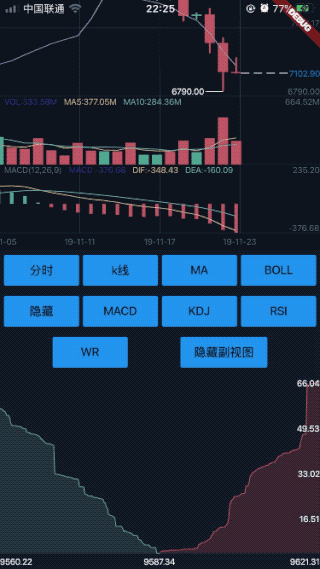 中国联通 22:25 77%
DEBUG
7102.90
6790.00 6790.00
VOL:333.58M MA5:377.05M MA10:284.36M 664.52M
MACD(12,26,9) MACD:-376.68 DIF:-348.43 DEA:-160.09 235.20
-376.68
1-05 19-11-11 19-11-17 19-11-23
分时 k线 MA BOLL
隐藏 MACD KDJ RSI
WR 隐藏副视图
66.04
49.53
33.02
16.51
9560.22 9587.34 9621.31